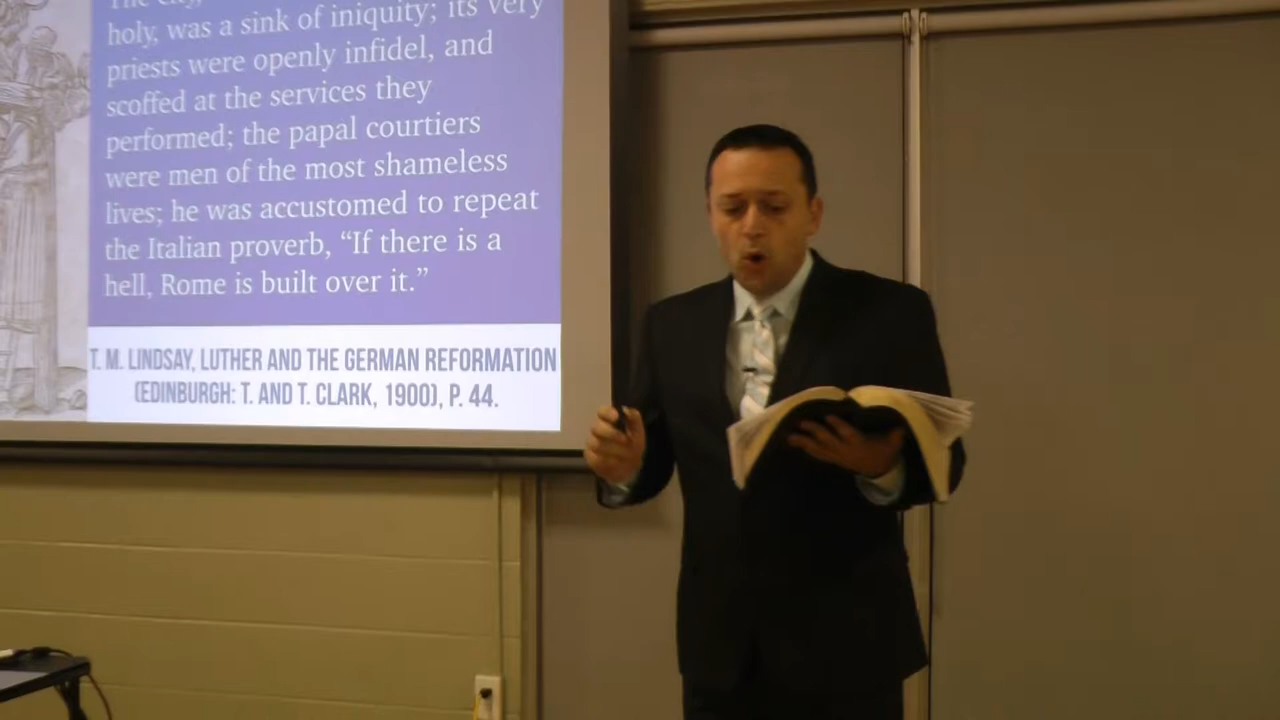 The city,
holy, was a sink of iniquity; its very
priests were openly infidel, and
scoffed at the services they
performed; the papal courtiers
were men of the most shameless
lives; he was accustomed to repeat
the Italian proverb, “If there is a
hell, Rome is built over it.”
T. M. LINDSAY, LUTHER AND THE GERMAN REFORMATION
(EDINBURGH: T. AND T. CLARK, 1900), P. 44.